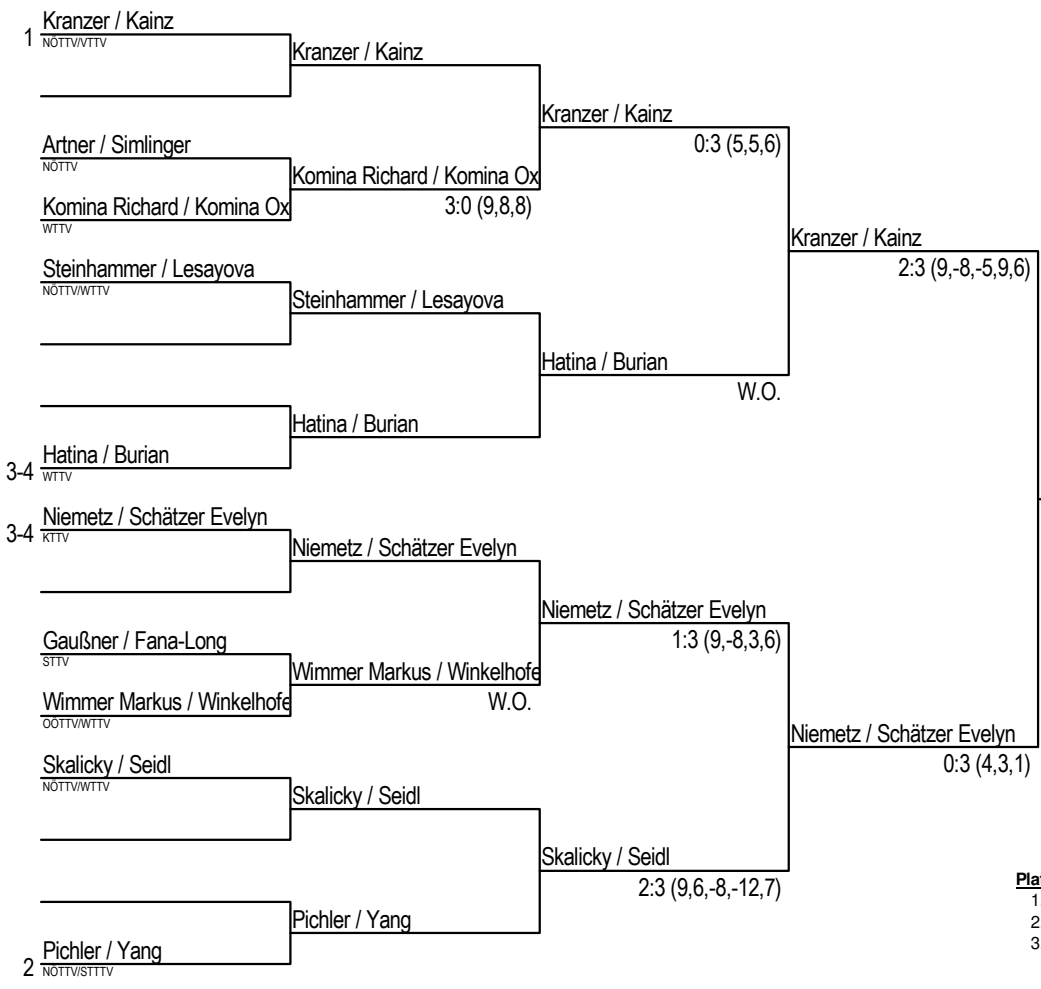 1
Kranzer / Kainz
NÖTTV/VTTV
Artner / Simlinger
NÖTTV
Komina Richard / Komina Ox
WTTV
Steinhammer / Lesayova
NÖTTV/WTTV
3-4
Hatina / Burian
WTTV
3-4
Niemetz / Schätzer Evelyn
KTTV
Gaußner / Fana-Long
STTV
Wimmer Markus / Winkelhofe
OÖTTV/WTTV
Skalicky / Seidl
NÖTTV/WTTV
2
Pichler / Yang
NÖTTV/STTTV
Kranzer / Kainz
Komina Richard / Komina Ox
3:0 (9,8,8)
Steinhammer / Lesayova
Hatina / Burian
Niemetz / Schätzer Evelyn
Wimmer Markus / Winkelhofe
W.O.
Skalicky / Seidl
Pichler / Yang
Kranzer / Kainz
0:3 (5,5,6)
Hatina / Burian
W.O.
Niemetz / Schätzer Evelyn
1:3 (9,-8,3,6)
Skalicky / Seidl
2:3 (9,6,-8,-12,7)
Kranzer / Kainz
2:3 (9,-8,-5,9,6)
Niemetz / Schätzer Evelyn
0:3 (4,3,1)
Pla
1
2
3